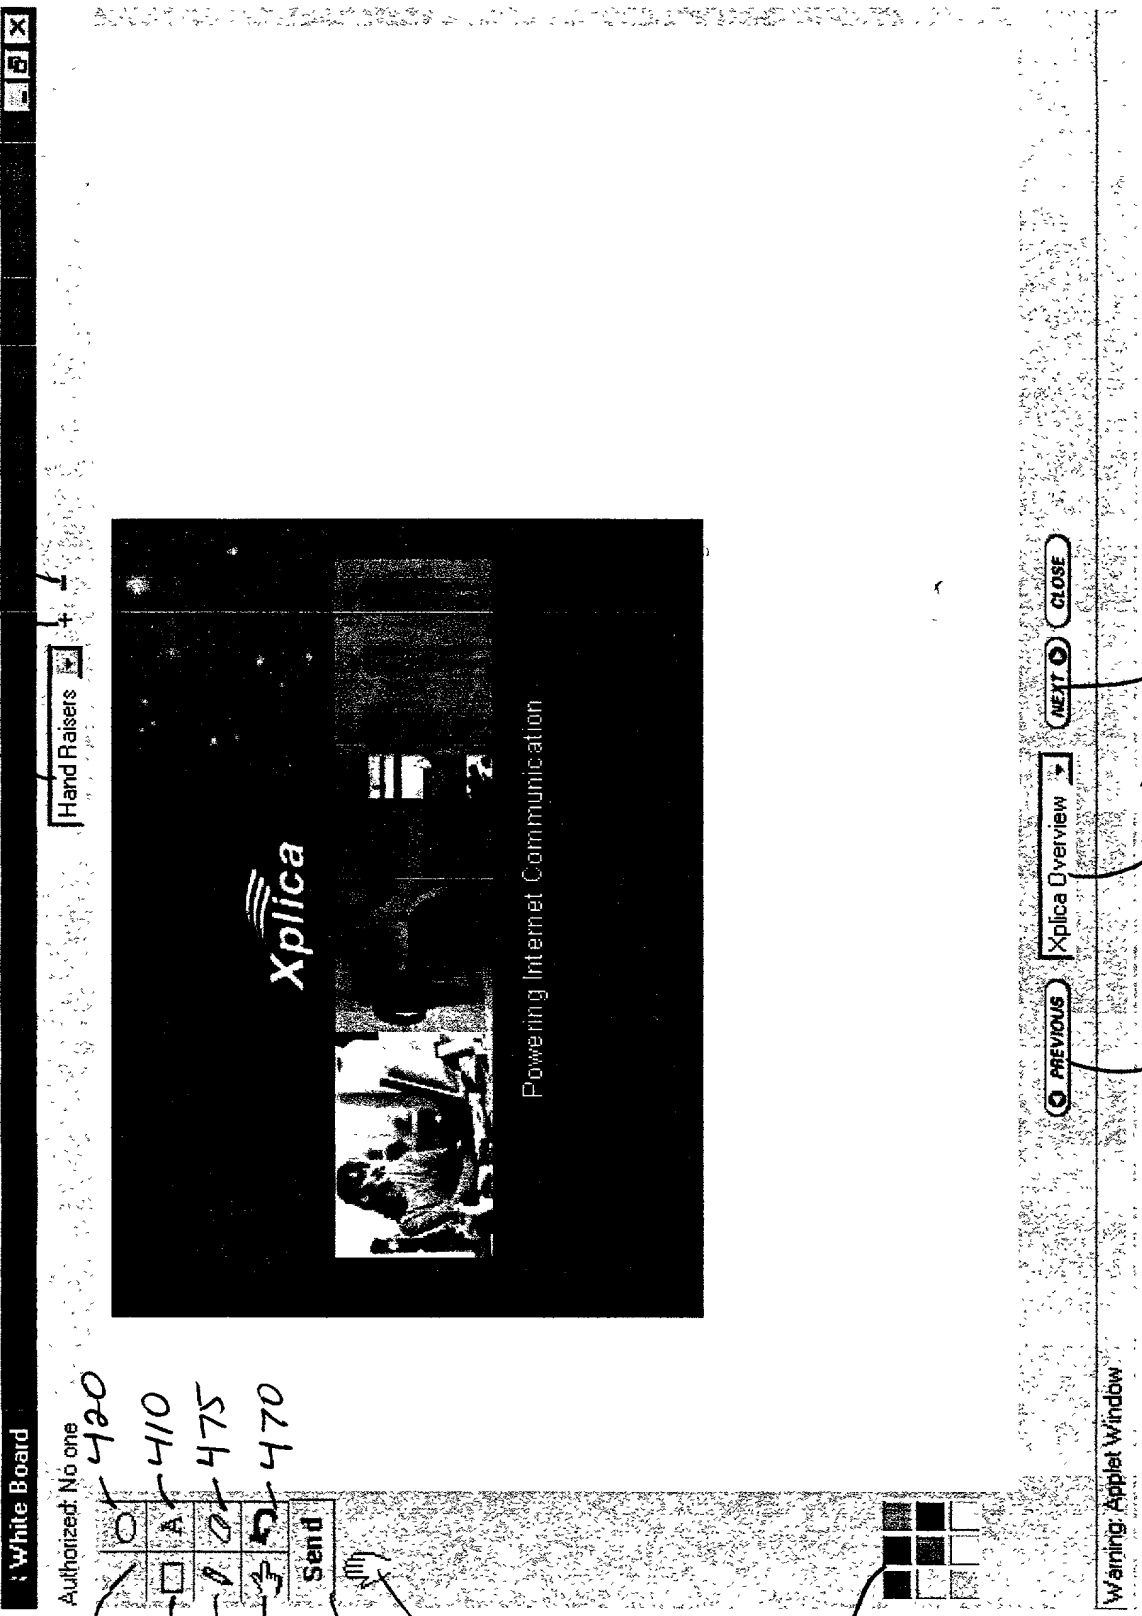 White Board
Authorized: No one
Hand Raisers
+ -
420
A
410
475
470
Send
Xplica
Powering Internet Communication
PREVIOUS
Xplica Overview
NEXT
CLOSE
Warning: Applet Window